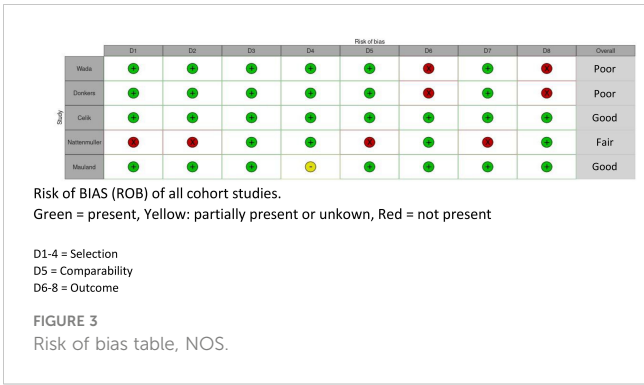 Risk of bias
D1 D2 D3 D4 D5 D6 D7 D8 Overall
Study
Wada + + + + + X + X Poor
Donkers + + + + + X + X Poor
Celik + + + + + + + + Good
Nattenmuller X X + + X + X + Fair
Mauland + + + - + + + + Good
Risk of BIAS (ROB) of all cohort studies.
Green = present, Yellow: partially present or unkown, Red = not present
D1-4 = Selection
D5 = Comparability
D6-8 = Outcome
FIGURE 3
Risk of bias table, NOS.